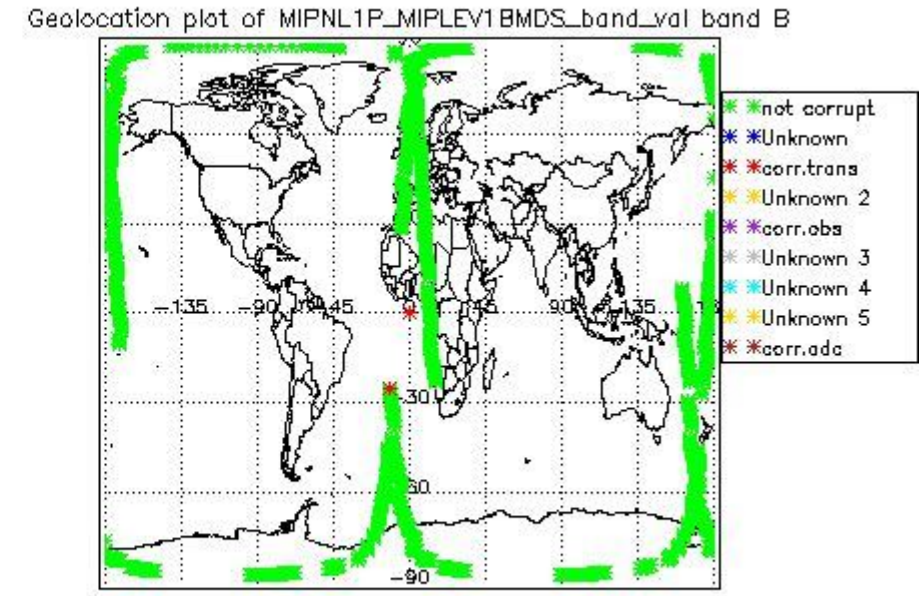 Geolocation plot of MIPNL1P_MIPLEV1BMDS_band_val band B
not corrupt
Unknown
corr.trans
Unknown 2
corr.obs
Unknown 3
Unknown 4
Unknown 5
corr.adc
-135 -90 -45 45 90 135
-30
-60
-90